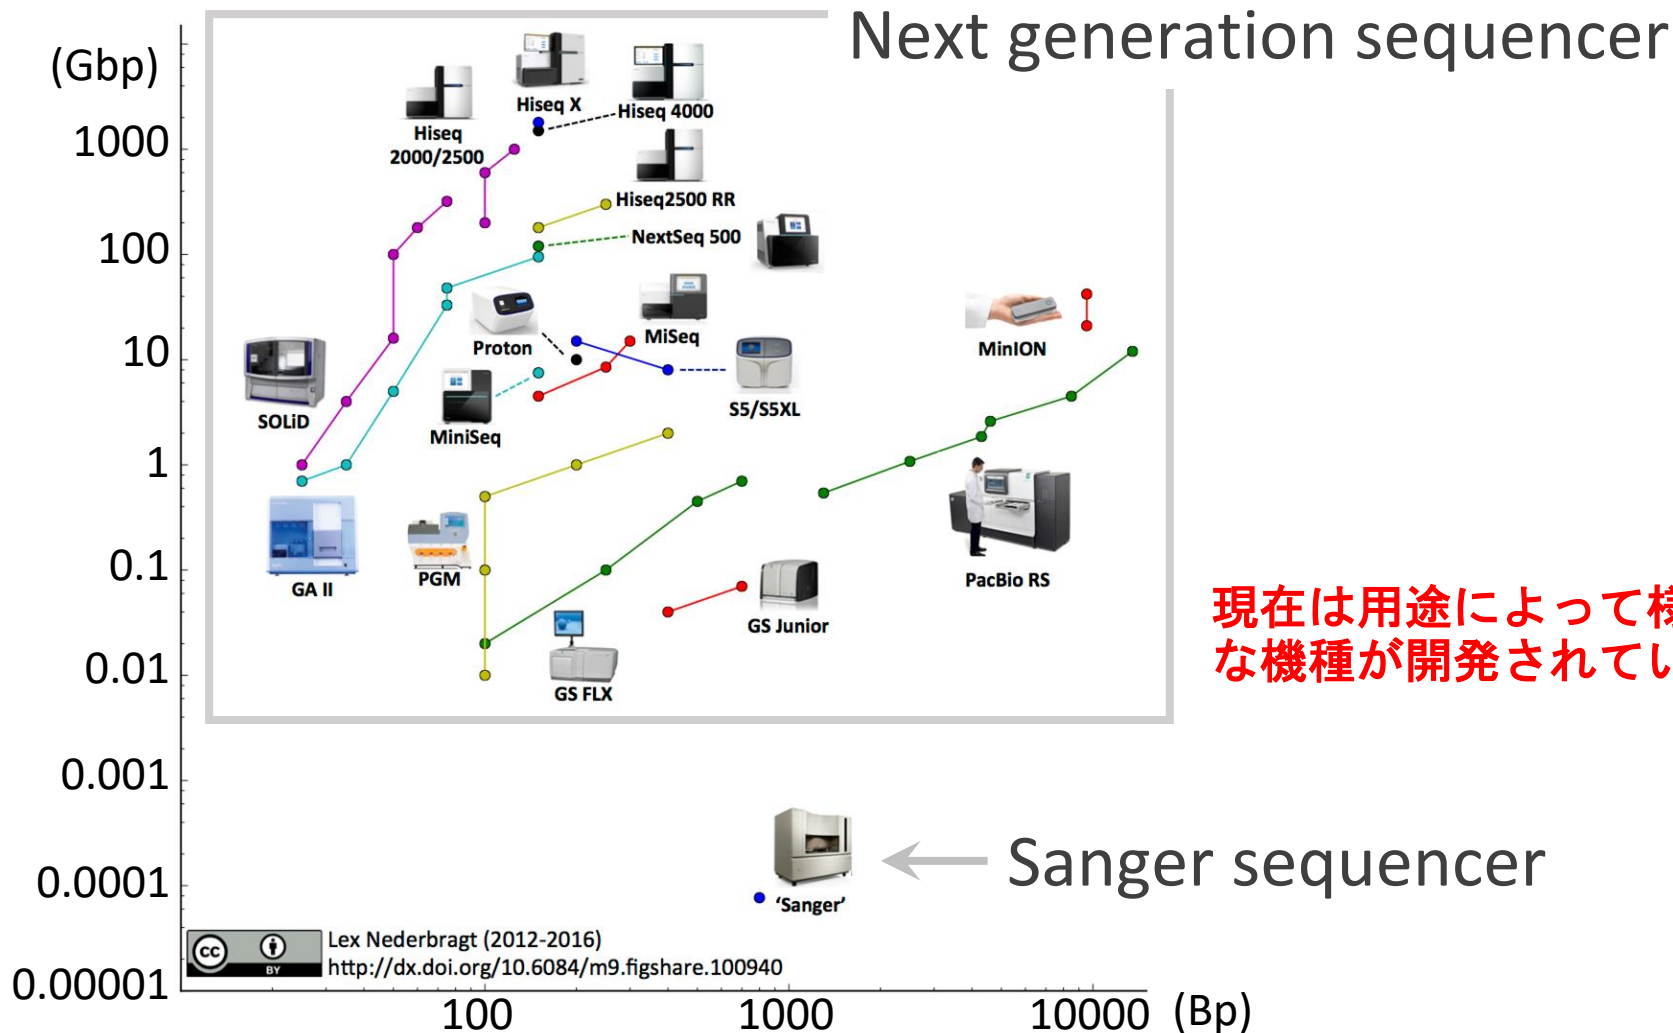 Next generation sequencer
(Gbp)
1000
100
10
1
0.1
0.01
0.001
0.0001
0.00001
Hiseq X
Hiseq 4000
Hiseq
2000/2500
Hiseq2500 RR
NextSeq 500
MiSeq
Proton
MinION
SOLiD
MiniSeq
S5/S5XL
GA II
PGM
PacBio RS
GS Junior
GS FLX
現在は用途によって様
な機種が開発されてい
Sanger sequencer
'Sanger'
cc
BY
Lex Nederbragt (2012-2016)
http://dx.doi.org/10.6084/m9.figshare.100940
100
1000
10000
(Bp)